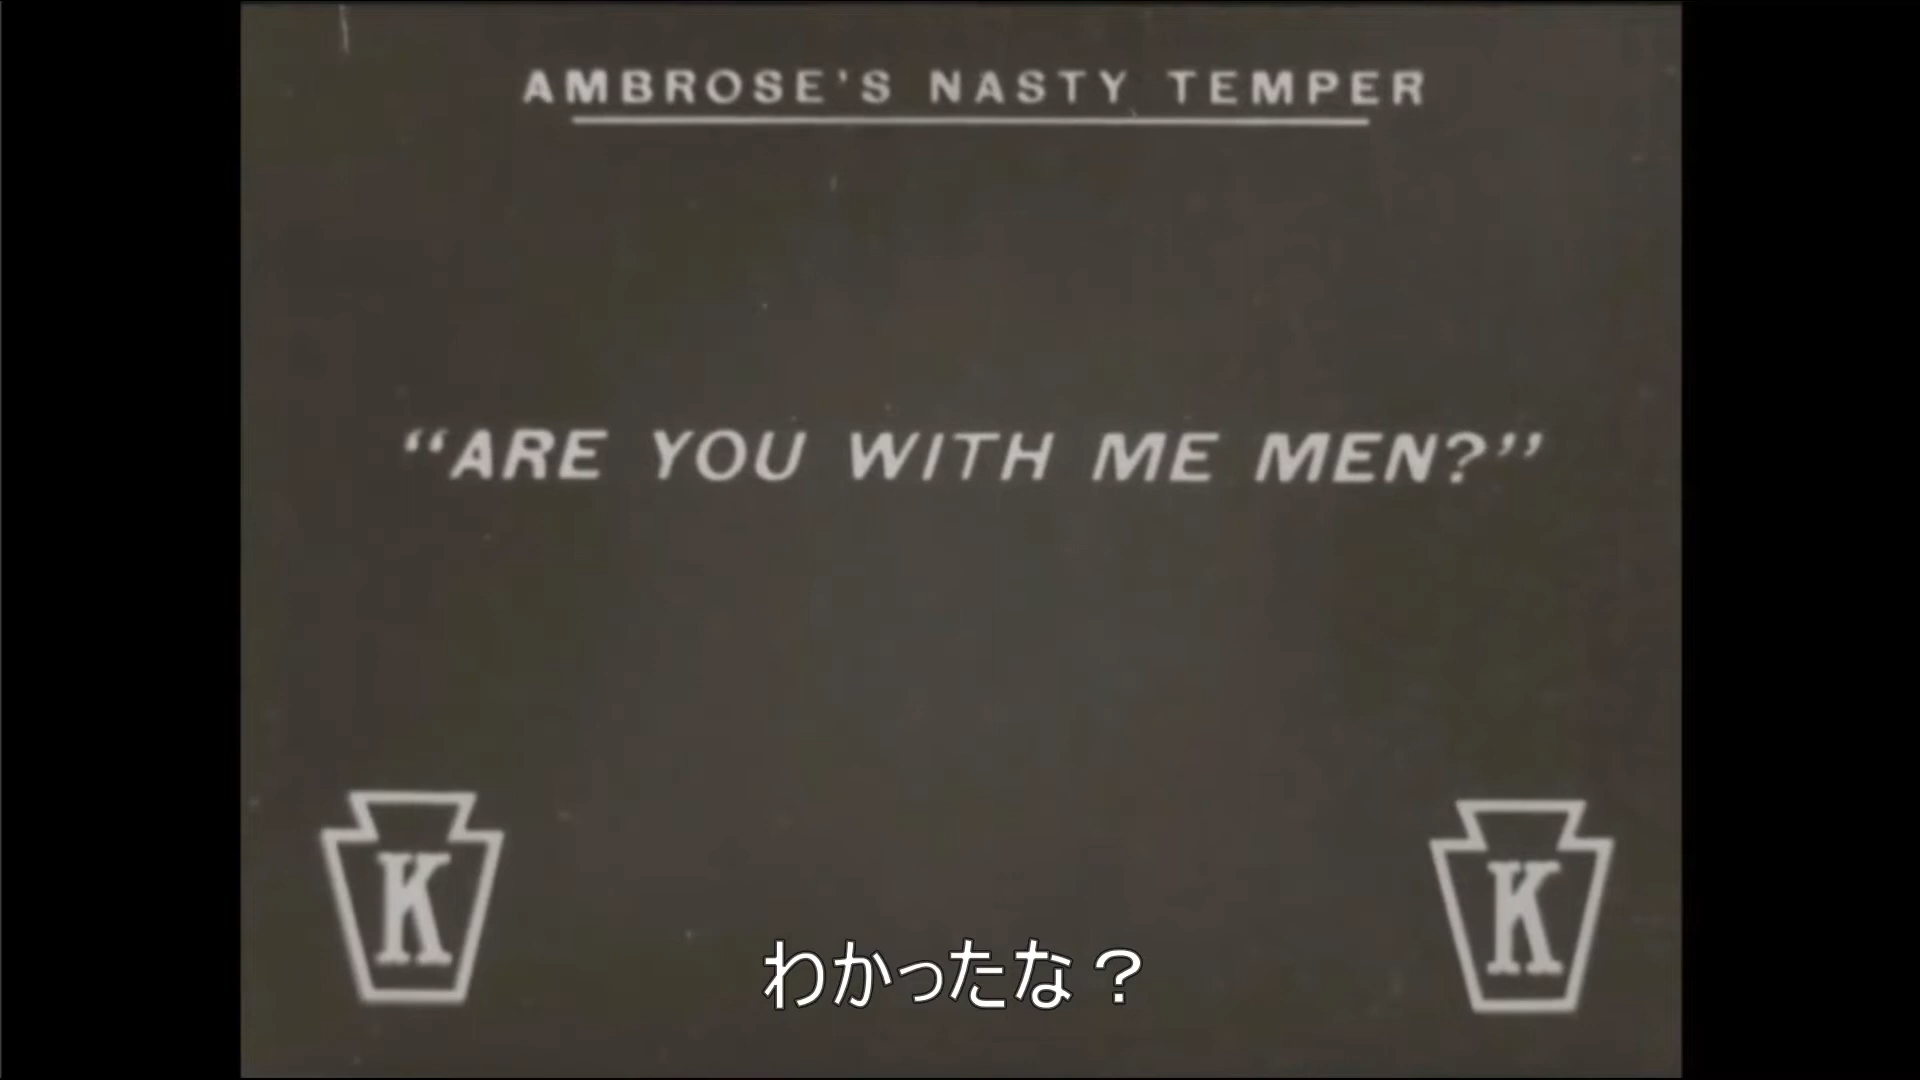 AMBROSE'S NASTY TEMPER
“ARE YOU WITH ME MEN?”
K
K
わかったな？